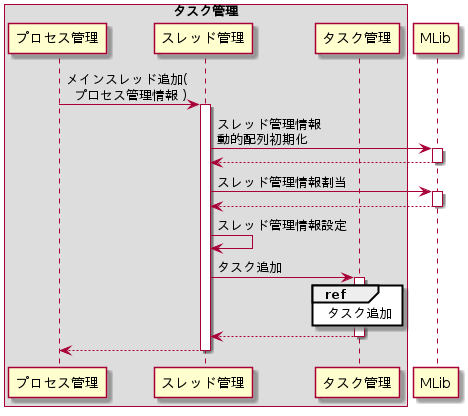 タスク管理
プロセス管理
スレッド管理
タスク管理
MLib
メインスレッド追加(
プロセス管理情報 )
スレッド管理情報
動的配列初期化
スレッド管理情報割当
スレッド管理情報設定
タスク追加
ref
タスク追加
プロセス管理
スレッド管理
タスク管理
MLib